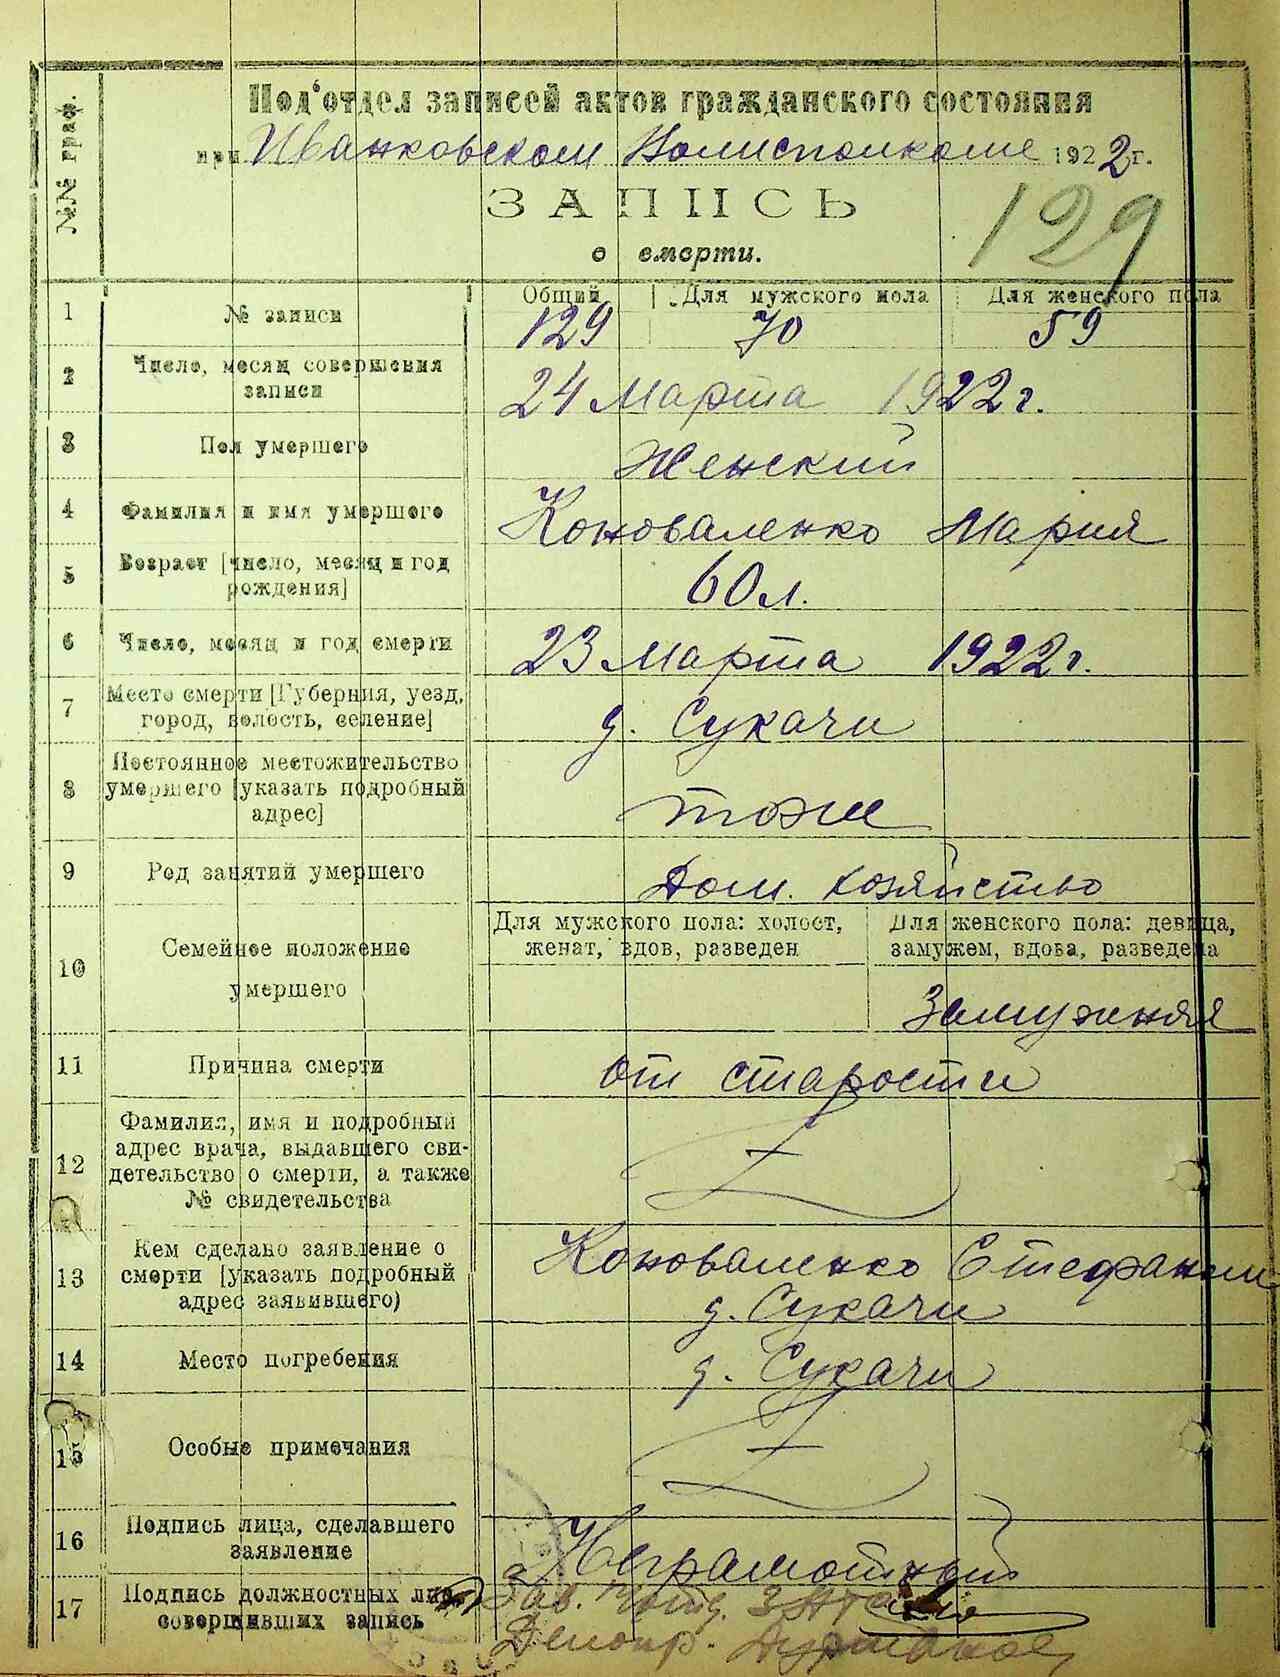 Под‘отдел записей актов гражданского состояния
при Иванковском Волисполкоме 1922 г.
ЗАПИСЬ
о смерти.
129
№№ граф.
Общий Для мужского пола Для женского пола
1 № записи 129 70 59
2 Число, месяц совершения
записи
24 Марта 1922 г.
3 Пол умершего Женский
4 Фамилия и имя умершего Коноваленко Мария
5 Возраст [число, месяц и год
рождения]
60 л.
6 Число, месяц и год смерти 23 Марта 1922 г.
7 Место смерти [Губерния, уезд,
город, волость, селение]
д. Сукачи
8 Постоянное местожительство
умершего [указать подробный
адрес]
тоже
9 Род занятий умершего Дом. хозяйство
10 Семейное положение
умершего
Для мужского пола: холост,
женат, вдов, разведен
Для женского пола: девица,
замужем, вдова, разведена
Замужняя
11 Причина смерти от старости
12 Фамилия, имя и подробный
адрес врача, выдавшего сви-
детельство о смерти, а также
№ свидетельства
13 Кем сделано заявление о
смерти [указать подробный
адрес заявившего)
Коноваленко Стефаном
д. Сукачи
14 Место погребения д. Сукачи
15 Особые примечания
16 Подпись лица, сделавшего
заявление
Неграмотный
17 Подпись должностных лиц
совершивших запись
Зав.
Делопр.